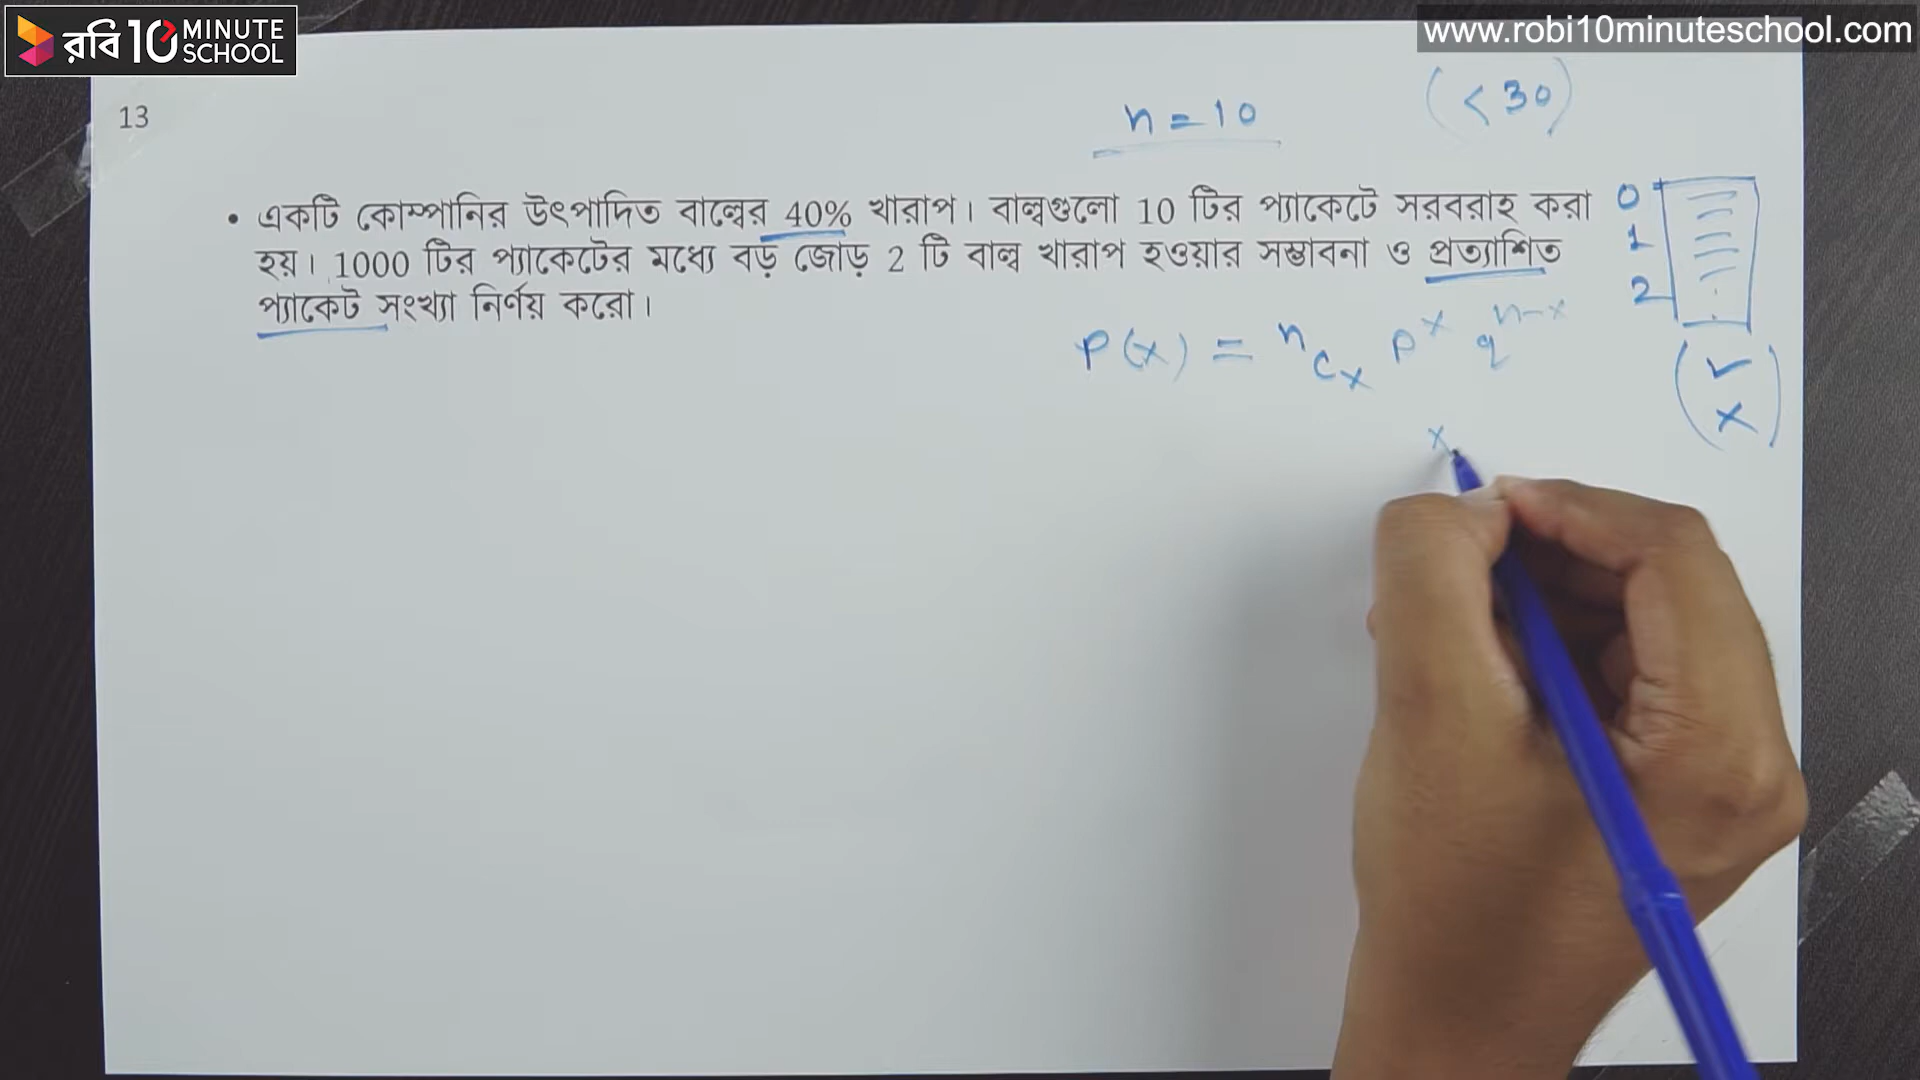 রবি 10 MINUTE SCHOOL
www.robi10minuteschool.com
13
n = 10
(< 30)
• একটি কোম্পানির উৎপাদিত বাল্বের 40% খারাপ। বাল্বগুলো 10 টির প্যাকেটে সরবরাহ করা
হয়। 1000 টির প্যাকেটের মধ্যে বড় জোড় 2 টি বাল্ব খারাপ হওয়ার সম্ভাবনা ও প্রত্যাশিত
প্যাকেট সংখ্যা নির্ণয় করো।
0
1
2
P(x) = ⁿCₓ pˣ qⁿ⁻ˣ
(✓
x)
x